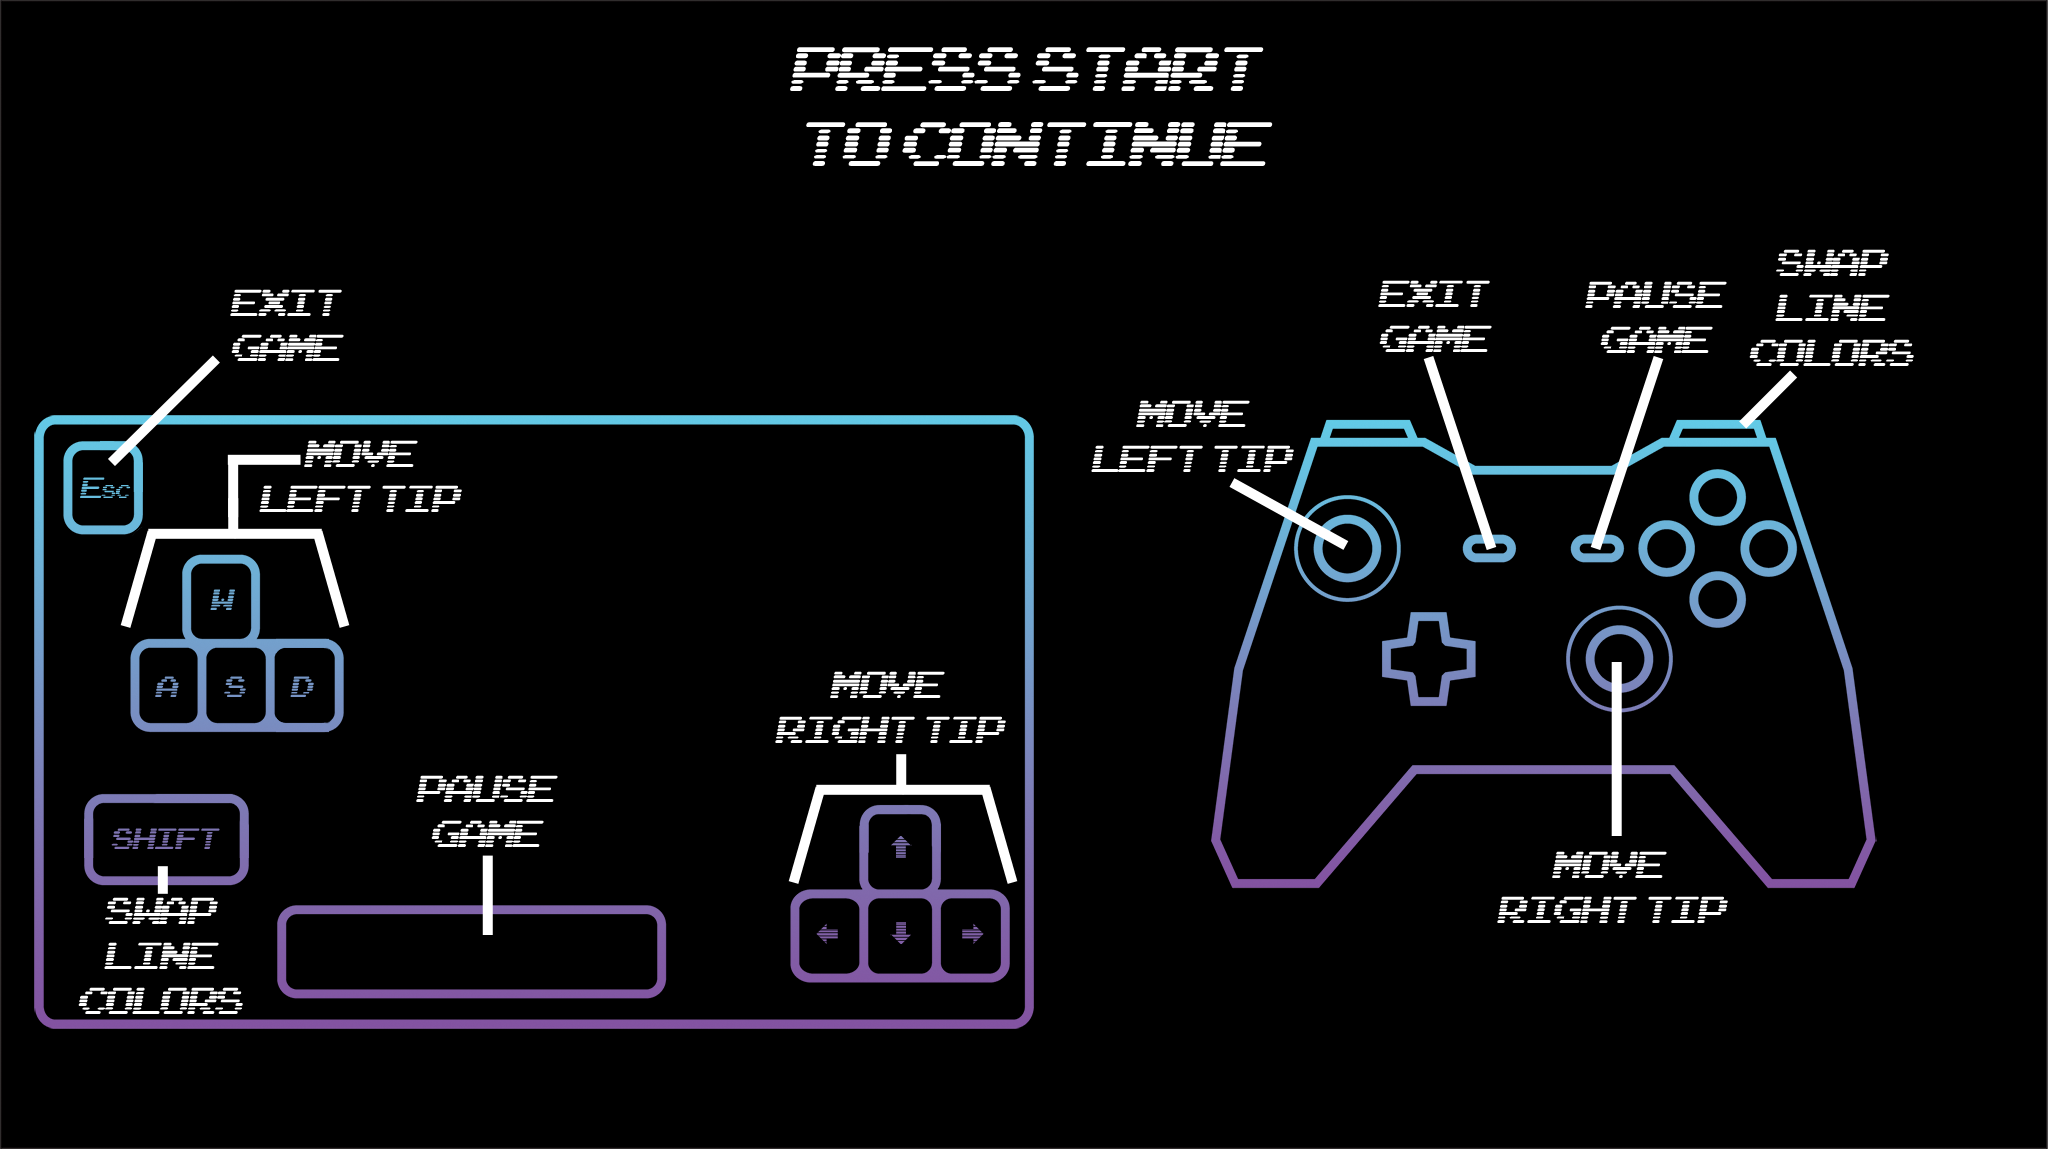 PRESS START
TO CONTINUE
EXIT
GAME
Esc
MOVE
LEFT TIP
W
A S D
SHIFT
SWAP
LINE
COLORS
PAUSE
GAME
MOVE
RIGHT TIP
↑
← ↓ →
MOVE
LEFT TIP
EXIT
GAME
PAUSE
GAME
SWAP
LINE
COLORS
MOVE
RIGHT TIP